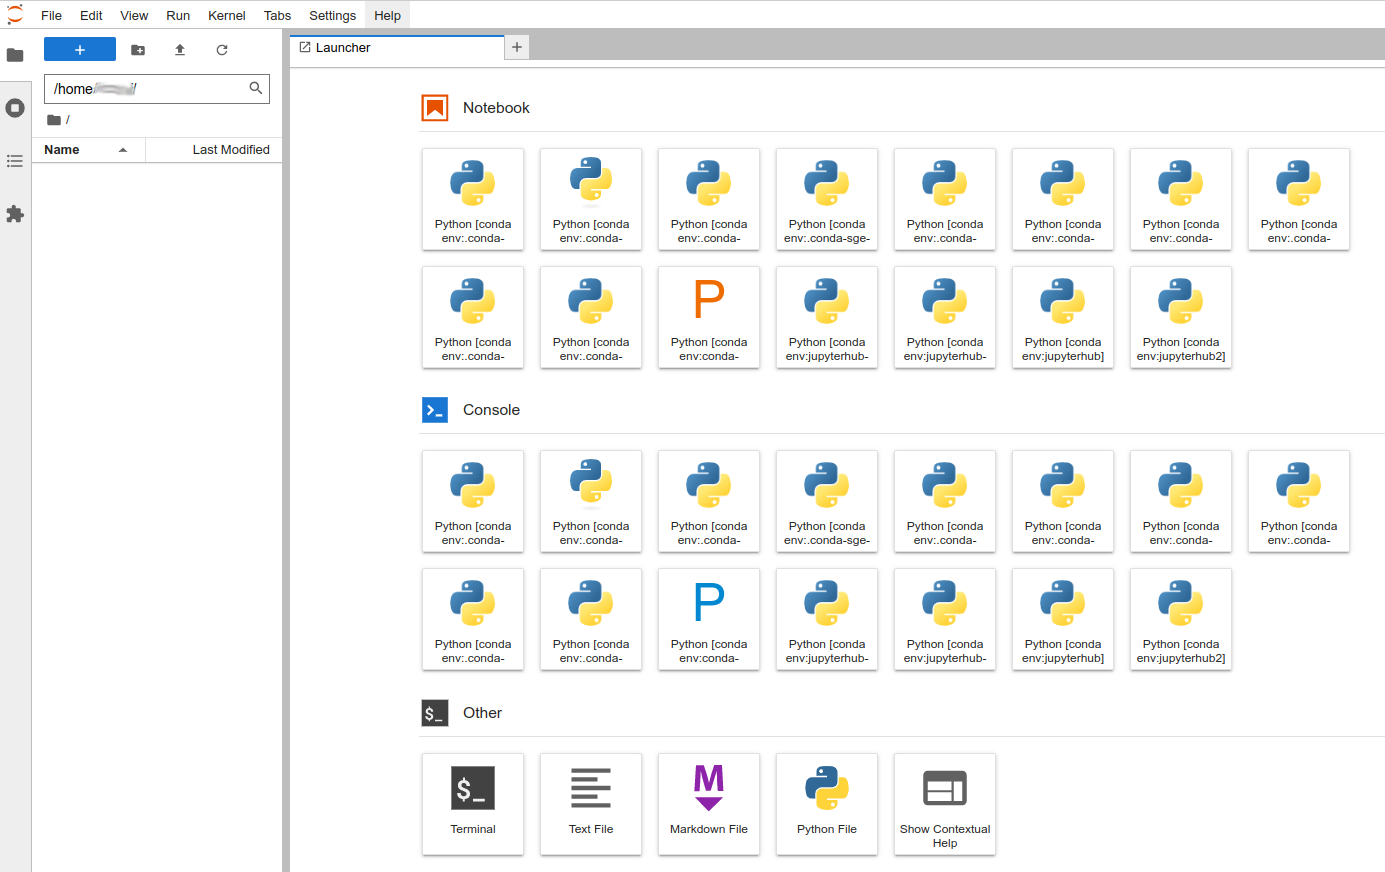 File Edit View Run Kernel Tabs Settings Help
Launcher
/home/
/
Name Last Modified
Notebook
Python [conda Python [conda Python [conda Python [conda Python [conda Python [conda Python [conda Python [conda
env:.conda- env:.conda- env:.conda- env:.conda-sge- env:.conda- env:.conda- env:.conda- env:.conda-
Python [conda Python [conda P Python [conda Python [conda Python [conda Python [conda Python [conda
env:.conda- env:.conda- env:conda- env:jupyterhub- env:jupyterhub- env:jupyterhub] env:jupyterhub2]
Console
Python [conda Python [conda Python [conda Python [conda Python [conda Python [conda Python [conda Python [conda
env:.conda- env:.conda- env:.conda- env:.conda-sge- env:.conda- env:.conda- env:.conda- env:.conda-
Python [conda Python [conda P Python [conda Python [conda Python [conda Python [conda Python [conda
env:.conda- env:.conda- env:conda- env:jupyterhub- env:jupyterhub- env:jupyterhub] env:jupyterhub2]
$_ Other
$_ M
Terminal Text File Markdown File Python File Show Contextual
Help